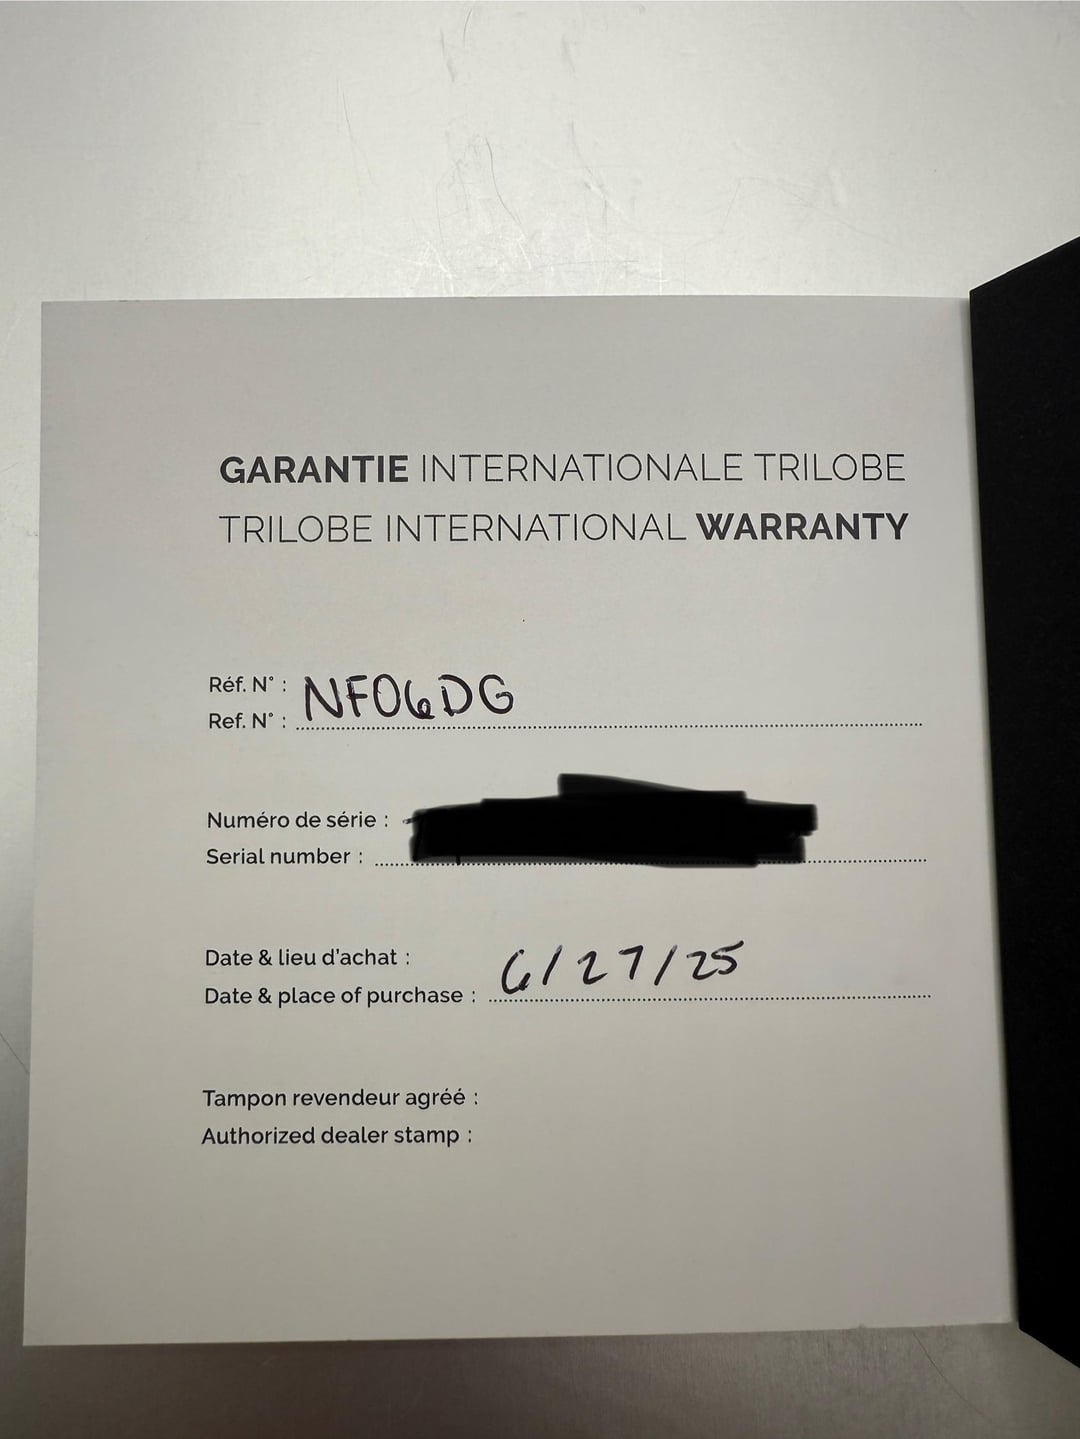 GARANTIE INTERNATIONALE TRILOBE
TRILOBE INTERNATIONAL WARRANTY
Réf. N° :
Ref. N° : NF06DG
Numéro de série :
Serial number :
Date & lieu d'achat :
Date & place of purchase : 6/27/25
Tampon revendeur agréé :
Authorized dealer stamp :